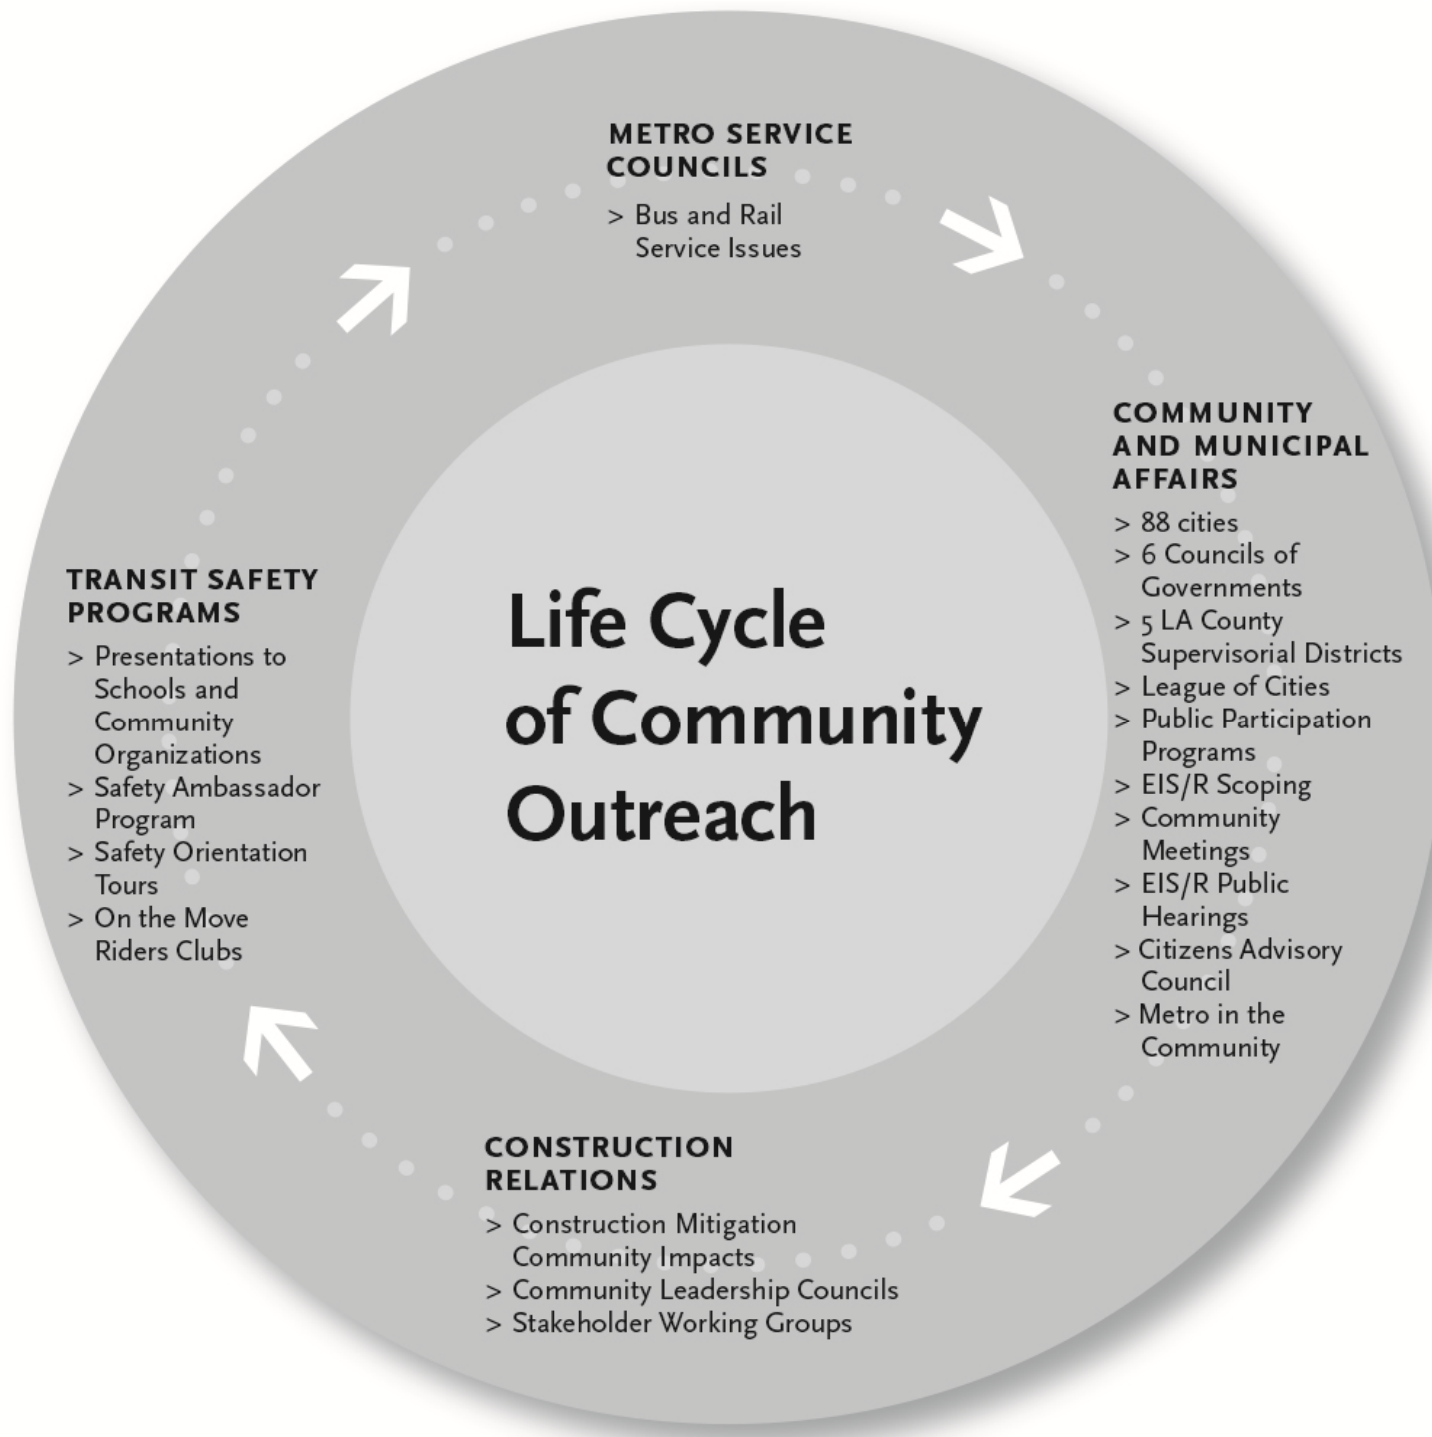 METRO SERVICE
COUNCILS
> Bus and Rail
Service Issues
COMMUNITY
AND MUNICIPAL
AFFAIRS
> 88 cities
> 6 Councils of
Governments
> 5 LA County
Supervisorial Districts
> League of Cities
> Public Participation
Programs
> EIS/R Scoping
> Community
Meetings
> EIS/R Public
Hearings
> Citizens Advisory
Council
> Metro in the
Community
CONSTRUCTION
RELATIONS
> Construction Mitigation
Community Impacts
> Community Leadership Councils
> Stakeholder Working Groups
TRANSIT SAFETY
PROGRAMS
> Presentations to
Schools and
Community
Organizations
> Safety Ambassador
Program
> Safety Orientation
Tours
> On the Move
Riders Clubs
Life Cycle
of Community
Outreach